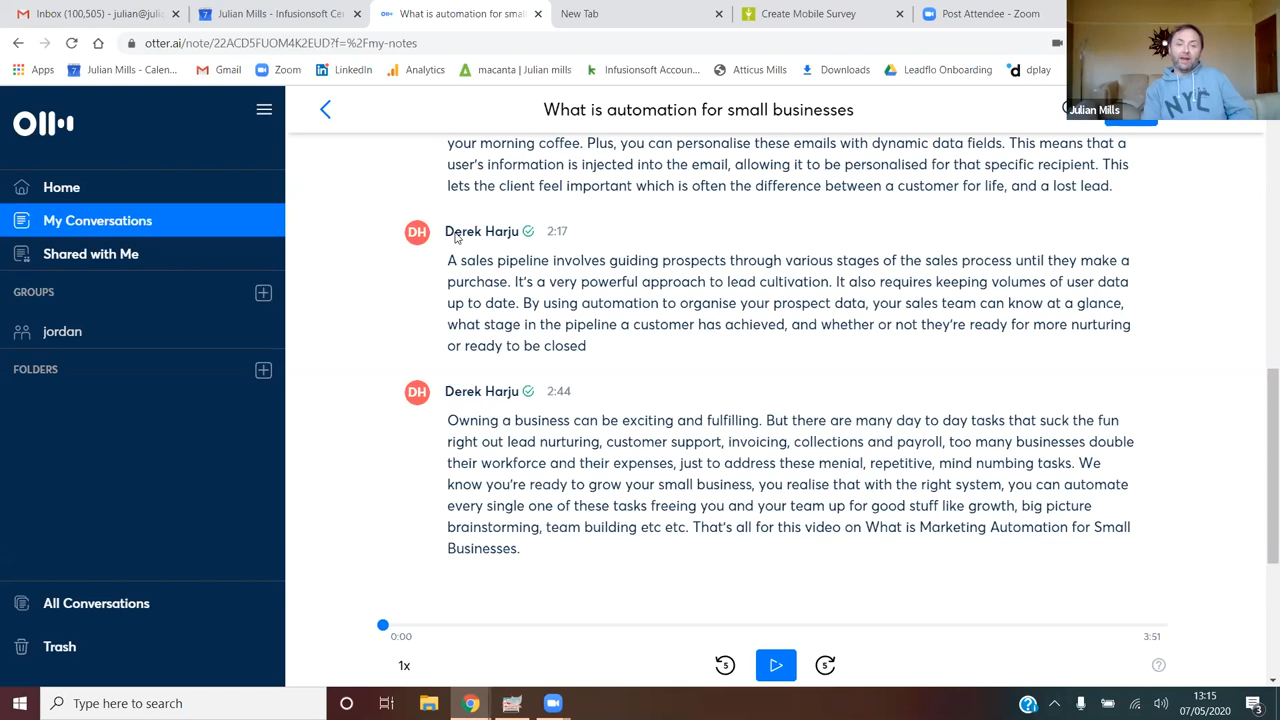 Inbox (100,505) - julian@julio
Julian Mills - Infusionsoft Cer
What is automation for small
New Tab
Create Mobile Survey
Post Attendee - Zoom
otter.ai/note/22ACD5FUOM4K2EUD?f=%2Fmy-notes
Apps
Julian Mills - Calen...
Gmail
Zoom
LinkedIn
Analytics
macanta | Julian mills
Infusionsoft Accoun...
Atticus Mills
Downloads
Leadflo Onboarding
dplay
NYC
Julian Mills
What is automation for small businesses
Home
My Conversations
Shared with Me
GROUPS
jordan
FOLDERS
All Conversations
Trash
your morning coffee. Plus, you can personalise these emails with dynamic data fields. This means that a
user's information is injected into the email, allowing it to be personalised for that specific recipient. This
lets the client feel important which is often the difference between a customer for life, and a lost lead.
DH Derek Harju 2:17
A sales pipeline involves guiding prospects through various stages of the sales process until they make a
purchase. It's a very powerful approach to lead cultivation. It also requires keeping volumes of user data
up to date. By using automation to organise your prospect data, your sales team can know at a glance,
what stage in the pipeline a customer has achieved, and whether or not they're ready for more nurturing
or ready to be closed
DH Derek Harju 2:44
Owning a business can be exciting and fulfilling. But there are many day to day tasks that suck the fun
right out lead nurturing, customer support, invoicing, collections and payroll, too many businesses double
their workforce and their expenses, just to address these menial, repetitive, mind numbing tasks. We
know you're ready to grow your small business, you realise that with the right system, you can automate
every single one of these tasks freeing you and your team up for good stuff like growth, big picture
brainstorming, team building etc etc. That's all for this video on What is Marketing Automation for Small
Businesses.
0:00
3:51
1x
5
5
Type here to search
13:15
07/05/2020
3